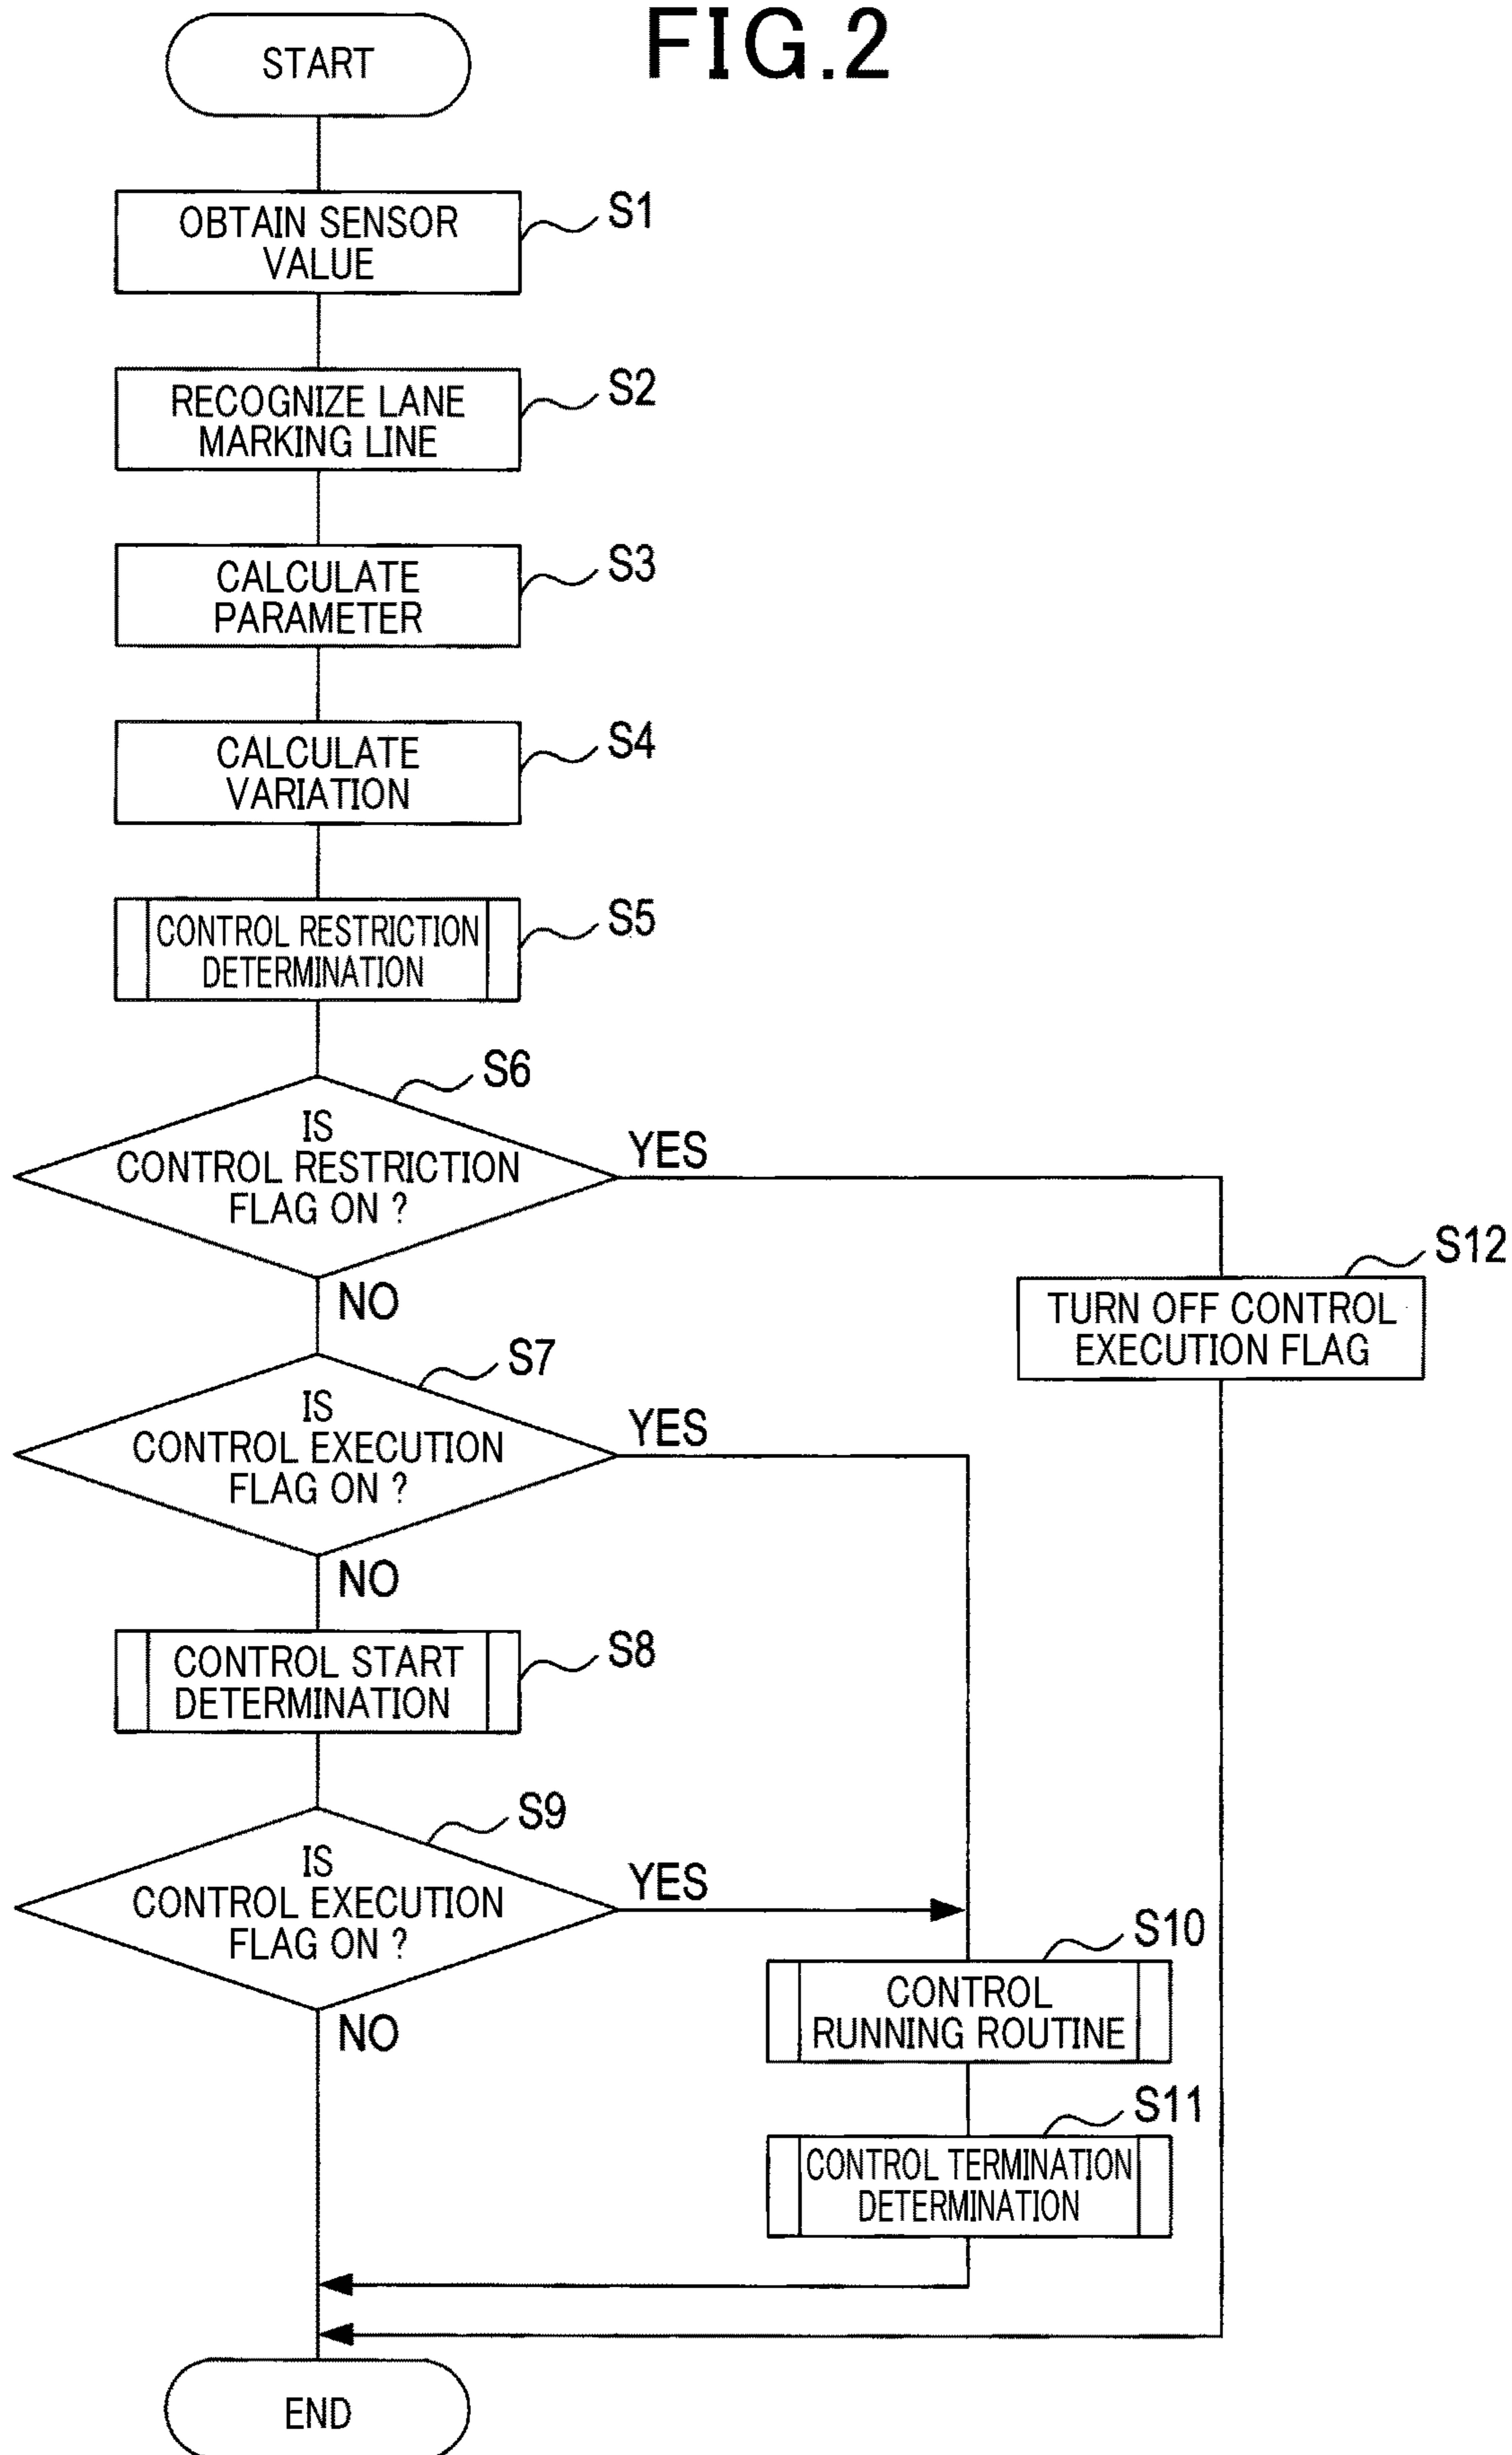 FIG.2
START
OBTAIN SENSOR
VALUE
S1
RECOGNIZE LANE
MARKING LINE
S2
CALCULATE
PARAMETER
S3
CALCULATE
VARIATION
S4
CONTROL RESTRICTION
DETERMINATION
S5
S6
IS
CONTROL RESTRICTION
FLAG ON ?
YES
NO
S12
TURN OFF CONTROL
EXECUTION FLAG
S7
IS
CONTROL EXECUTION
FLAG ON ?
YES
NO
CONTROL START
DETERMINATION
S8
S9
IS
CONTROL EXECUTION
FLAG ON ?
YES
NO
S10
CONTROL
RUNNING ROUTINE
S11
CONTROL TERMINATION
DETERMINATION
END